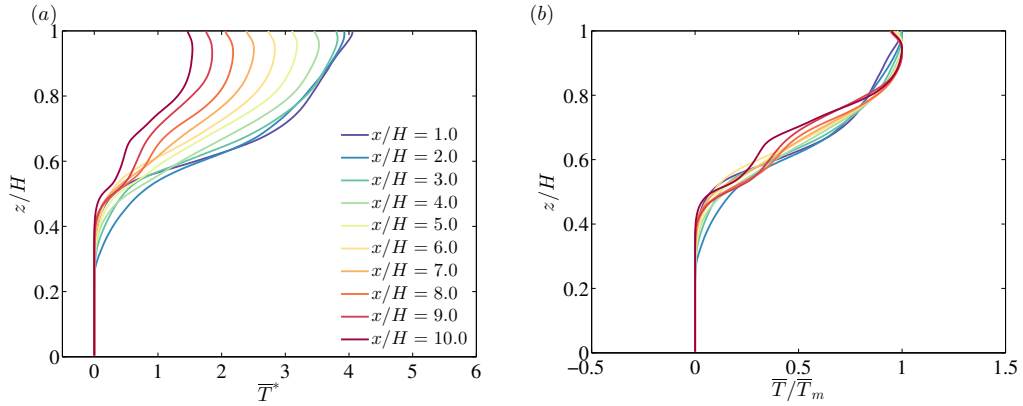 (a)
(b)
1
0.8
0.6
0.4
0.2
0
z/H
0 1 2 3 4 5 6
T̅*
x/H = 1.0
x/H = 2.0
x/H = 3.0
x/H = 4.0
x/H = 5.0
x/H = 6.0
x/H = 7.0
x/H = 8.0
x/H = 9.0
x/H = 10.0
1
0.8
0.6
0.4
0.2
0
z/H
−0.5 0 0.5 1 1.5
T̅/T̅ₘ